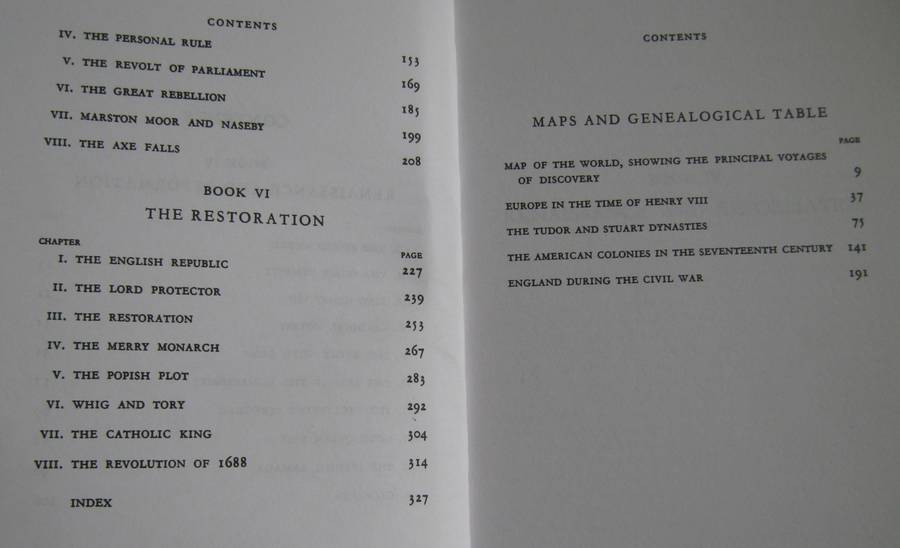 CONTENTS
IV. THE PERSONAL RULE 153
V. THE REVOLT OF PARLIAMENT 169
VI. THE GREAT REBELLION 185
VII. MARSTON MOOR AND NASEBY 199
VIII. THE AXE FALLS 208
BOOK VI
THE RESTORATION
CHAPTER PAGE
I. THE ENGLISH REPUBLIC 227
II. THE LORD PROTECTOR 239
III. THE RESTORATION 253
IV. THE MERRY MONARCH 267
V. THE POPISH PLOT 283
VI. WHIG AND TORY 292
VII. THE CATHOLIC KING 304
VIII. THE REVOLUTION OF 1688 314
INDEX 327
CONTENTS
MAPS AND GENEALOGICAL TABLE
PAGE
MAP OF THE WORLD, SHOWING THE PRINCIPAL VOYAGES
OF DISCOVERY 9
EUROPE IN THE TIME OF HENRY VIII 37
THE TUDOR AND STUART DYNASTIES 75
THE AMERICAN COLONIES IN THE SEVENTEENTH CENTURY 141
ENGLAND DURING THE CIVIL WAR 191